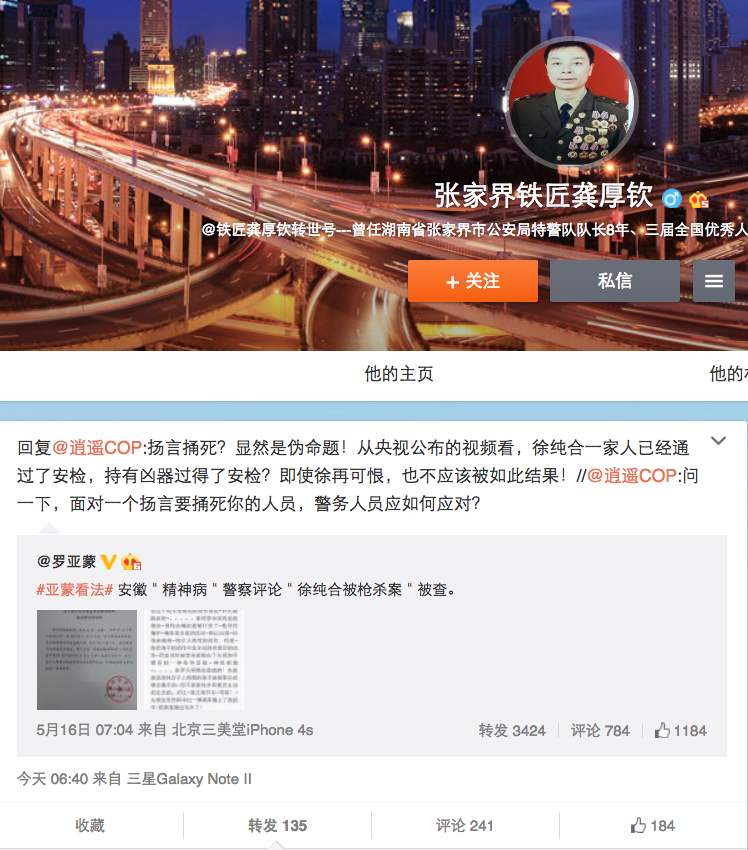 张家界铁匠龚厚钦
@铁匠龚厚钦转世号---曾任湖南省张家界市公安局特警队队长8年、三届全国优秀人
+ 关注
私信
他的主页
他的
回复@逍遥COP:扬言捅死？显然是伪命题！从央视公布的视频看，徐纯合一家人已经通
过了安检，持有凶器过得了安检？即使徐再可恨，也不应该被如此结果！//@逍遥COP:问
一下，面对一个扬言要捅死你的人员，警务人员应如何应对？
@罗亚蒙
#亚蒙看法# 安徽＂精神病＂警察评论＂徐纯合被枪杀案＂被查。
5月16日 07:04 来自 北京三美堂iPhone 4s
转发 3424
评论 784
1184
今天 06:40 来自 三星Galaxy Note II
收藏
转发 135
评论 241
184